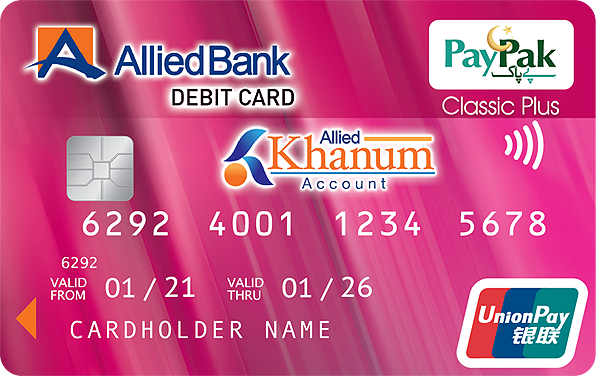 AlliedBank
DEBIT CARD
PayPak
پے پاک
Classic Plus
Allied
Khanum
Account
6292 4001 1234 5678
6292
VALID FROM 01 / 21 VALID THRU 01 / 26
CARDHOLDER NAME
UnionPay
银联